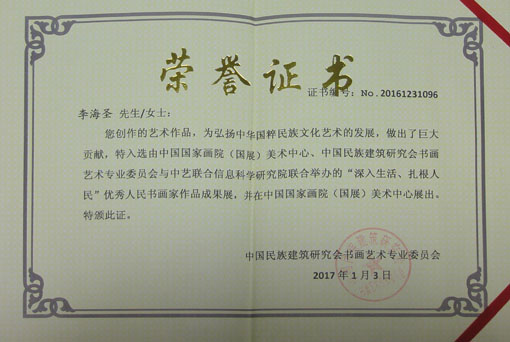 荣誉证书
证书编号：No.20161231096
李海圣 先生/女士：
您创作的艺术作品，为弘扬中华国粹民族文化艺术的发展，做出了巨大
贡献，特入选由中国国家画院（国展）美术中心、中国民族建筑研究会书画
艺术专业委员会与中艺联合信息科学研究院联合举办的“深入生活、扎根人
民”优秀人民书画家作品成果展，并在中国国家画院（国展）美术中心展出。
特颁此证。
中国民族建筑研究会书画艺术专业委员会
2017年1月3日